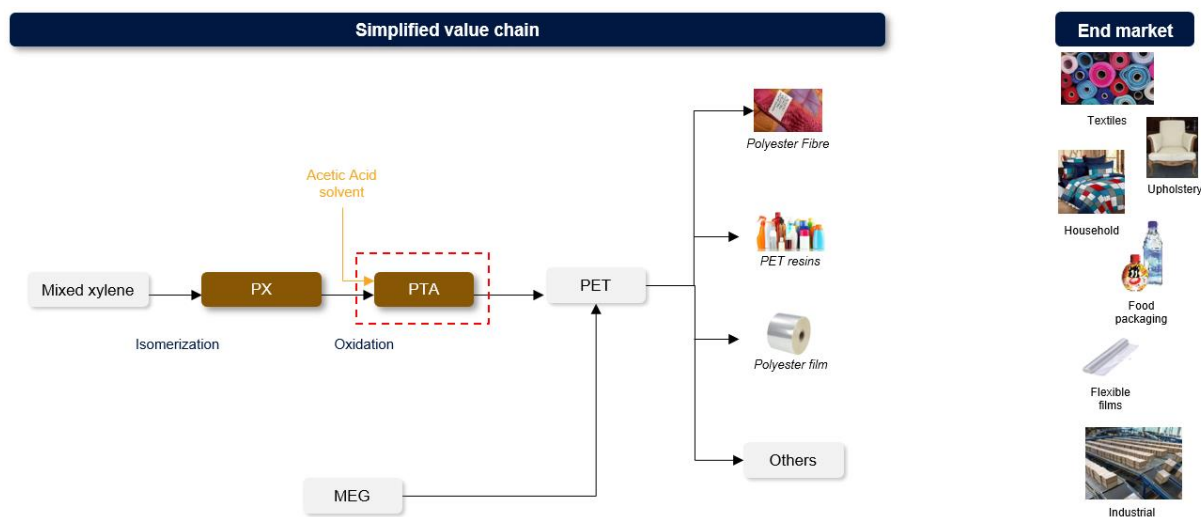 Simplified value chain
End market
Textiles
Polyester Fibre
Acetic Acid
solvent
Upholstery
Household
PET resins
Mixed xylene
PX
PTA
PET
Food
packaging
Isomerization
Oxidation
Polyester film
Flexible
films
Others
MEG
Industrial